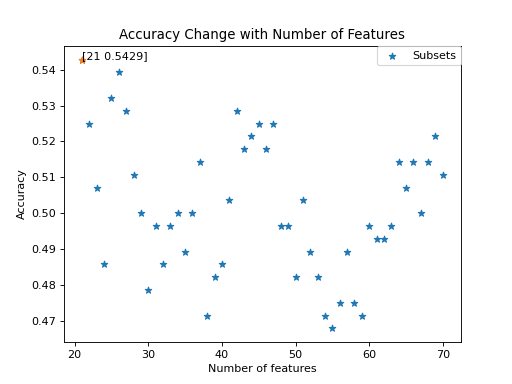 Accuracy Change with Number of Features
[21 0.5429]
Subsets
0.54
0.53
0.52
0.51
0.50
0.49
0.48
0.47
Accuracy
20 30 40 50 60 70
Number of features